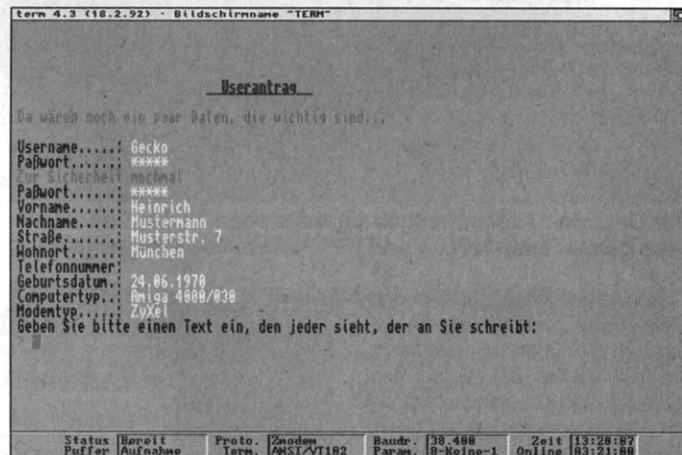 term 4.3 (18.2.92) - Bildschirmname "TERM"
Userantrag
Da wären noch ein paar Daten, die wichtig sind...
Username.....: Gecko
Paßwort......: *****
Zur Sicherheit nochmal
Paßwort......: *****
Vorname......: Heinrich
Nachname.....: Mustermann
Straße.......: Musterstr. 7
Wohnort......: München
Telefonnummer:
Geburtsdatum.: 24.06.1970
Computertyp..: Amiga 4000/030
Modemtyp.....: ZyXel
Geben Sie bitte einen Text ein, den jeder sieht, der an Sie schreibt:
>
Status Bereit Proto. Zmodem Baudr. 38.400 Zeit 13:20:07
Puffer Aufnahme Term. ANSI/VT102 Param. 8-Keine-1 Online 03:21:00